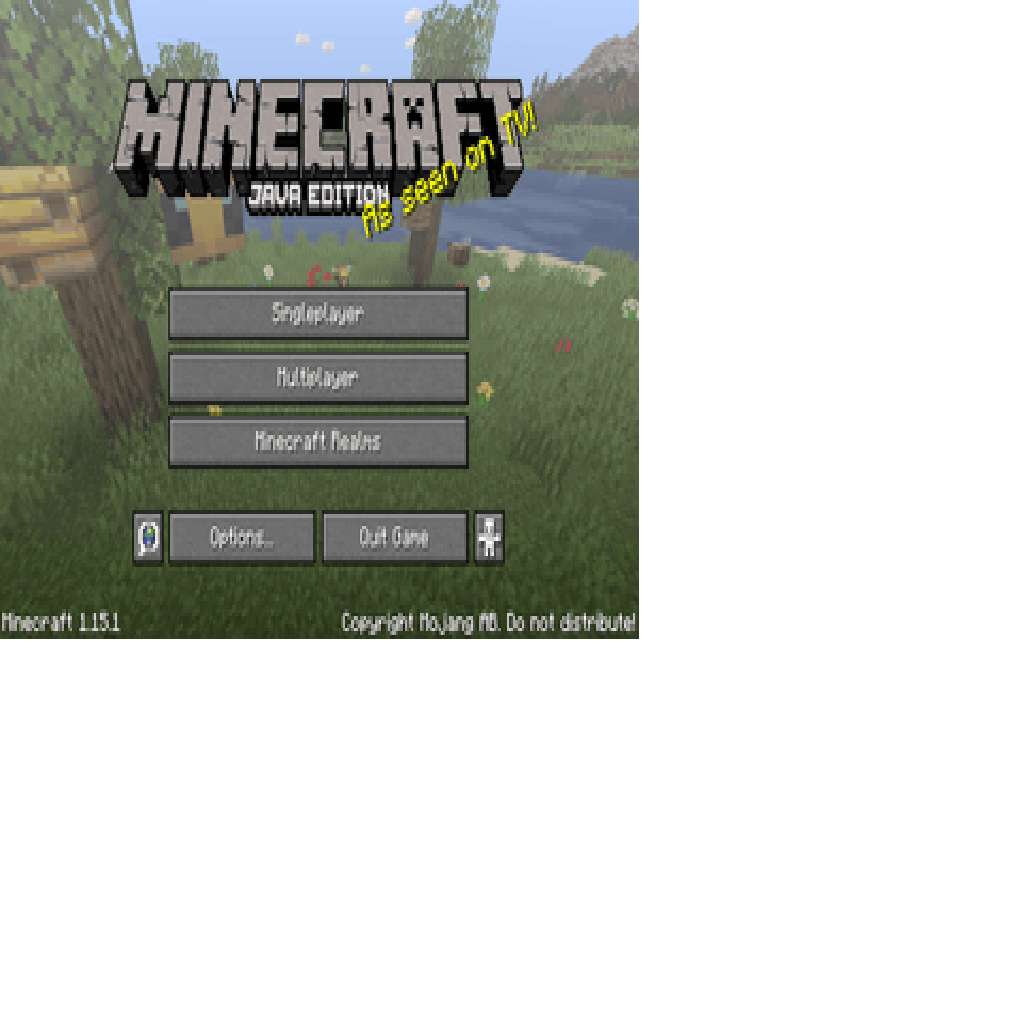 MINECRAFT
JAVA EDITION
As seen on TV!
Singleplayer
Multiplayer
Minecraft Realms
Options...
Quit Game
Minecraft 1.15.1
Copyright Mojang AB. Do not distribute!